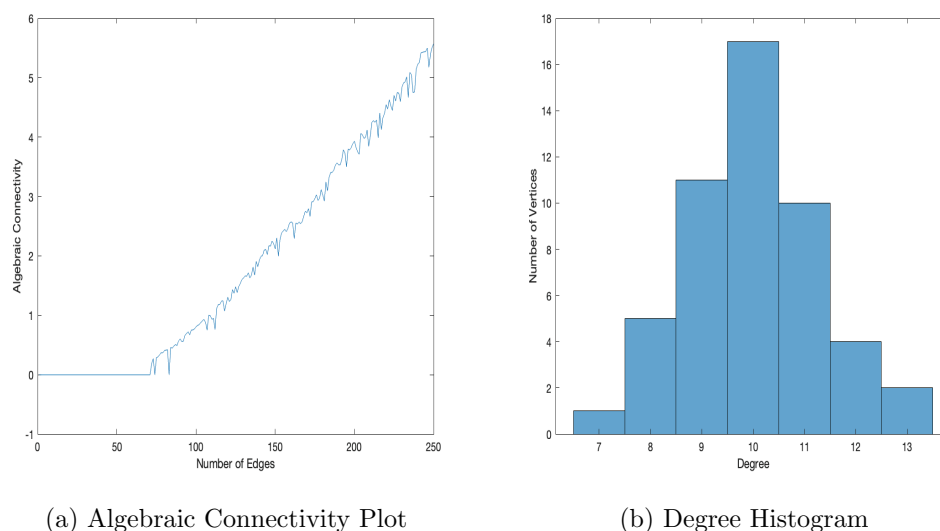 6
5
4
3
2
1
0
-1
Algebraic Connectivity
0 50 100 150 200 250
Number of Edges
18
16
14
12
10
8
6
4
2
0
Number of Vertices
7 8 9 10 11 12 13
Degree
(a) Algebraic Connectivity Plot
(b) Degree Histogram